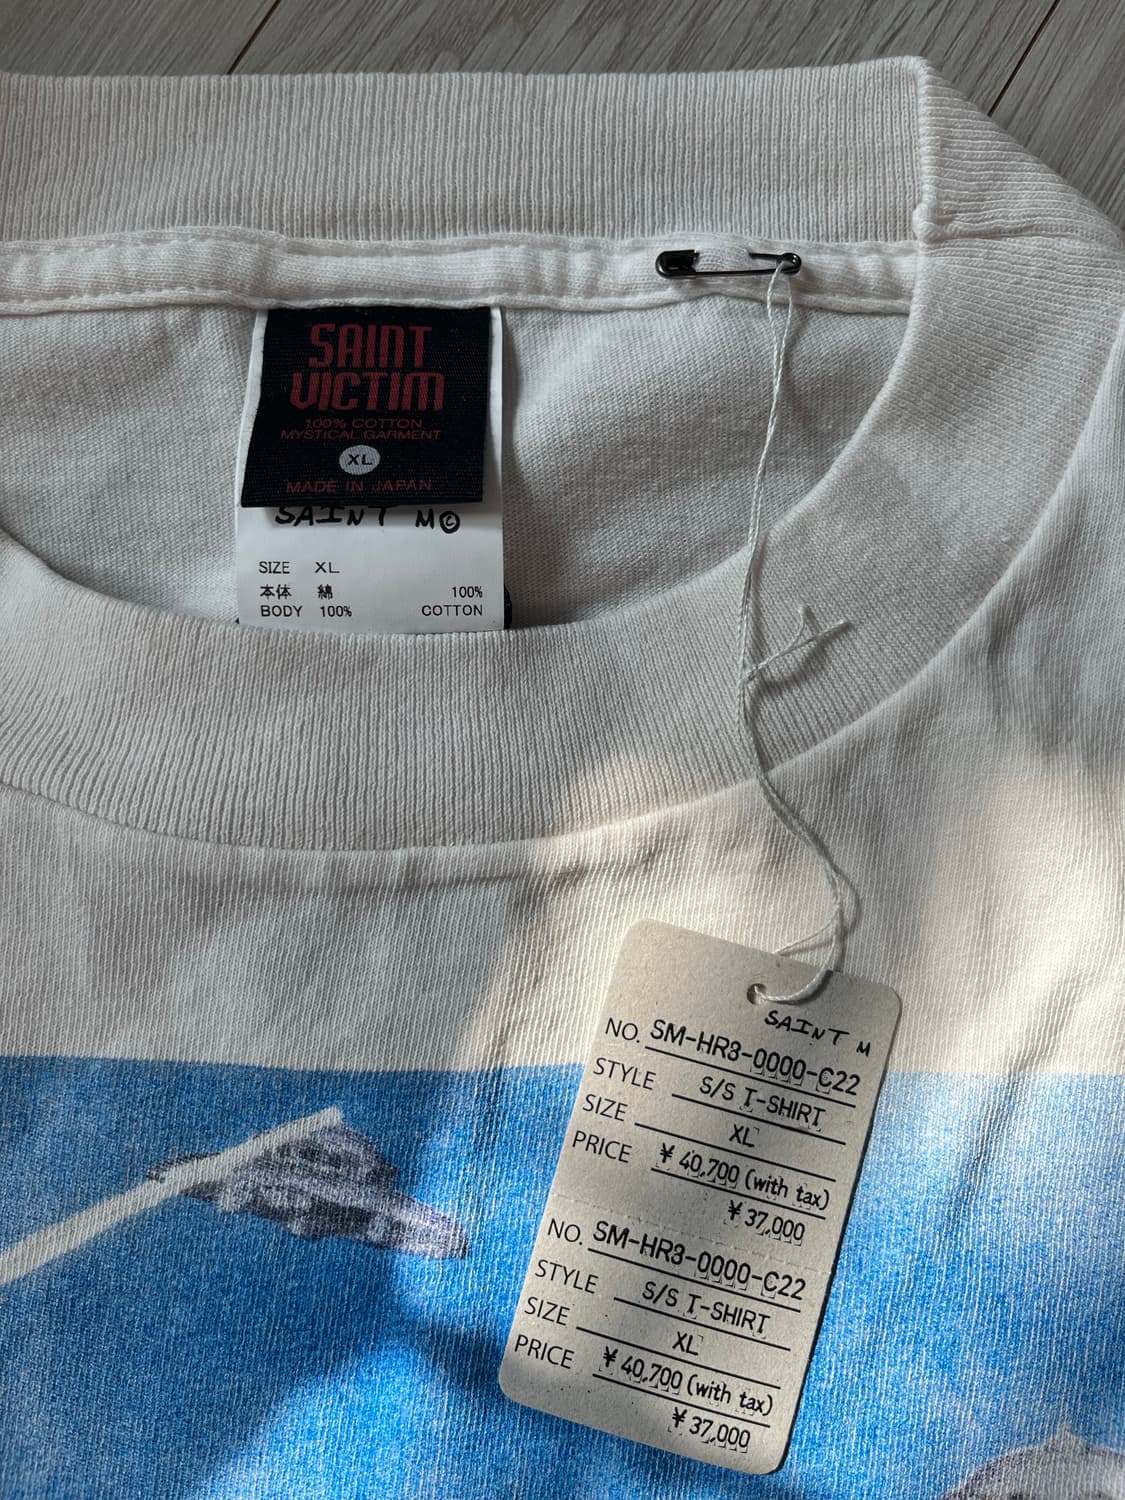 SAINT
VICTIM
100% COTTON
MYSTICAL GARMENT
XL
MADE IN JAPAN
SAINT M©
SIZE XL
本体 綿 100%
BODY 100% COTTON
SAINT M
NO. SM-HR3-0000-C22
STYLE S/S T-SHIRT
SIZE XL
PRICE ¥40,700 (with tax)
¥37,000
NO. SM-HR3-0000-C22
STYLE S/S T-SHIRT
SIZE XL
PRICE ¥40,700 (with tax)
¥37,000